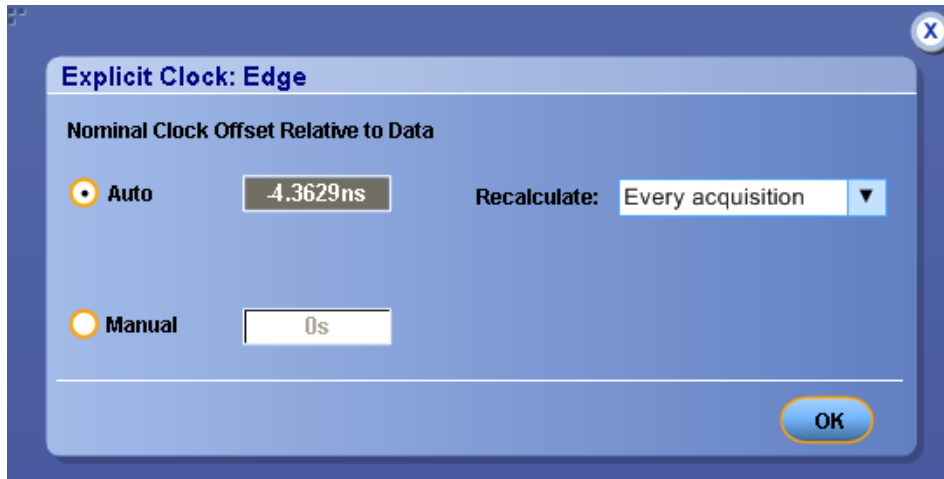 X
Explicit Clock: Edge
Nominal Clock Offset Relative to Data
Auto -4.3629ns Recalculate: Every acquisition
Manual 0s
OK